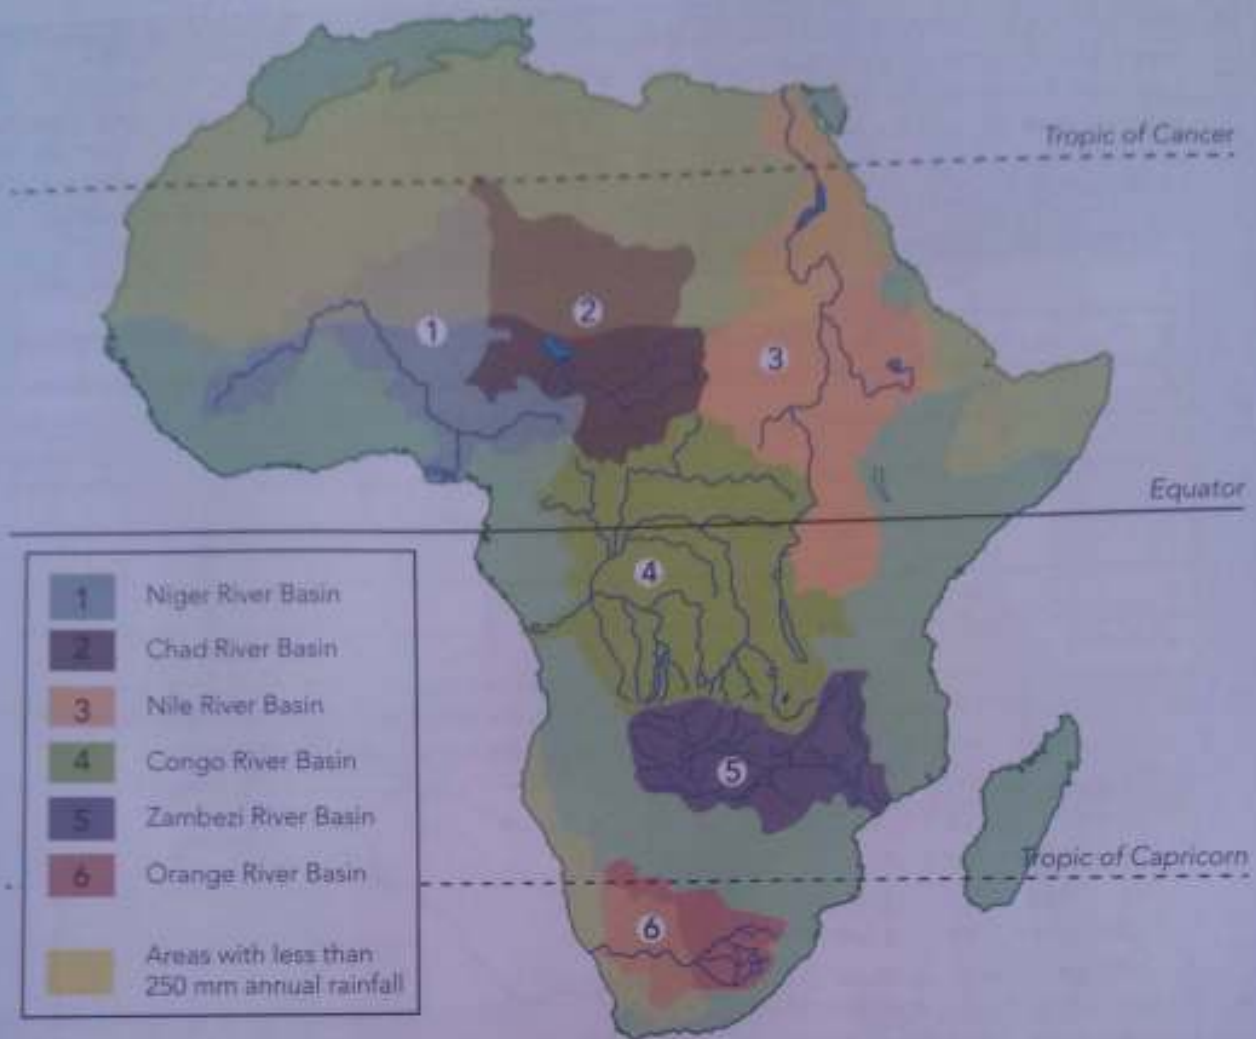 Tropic of Cancer
1
2
3
Equator
4
5
Tropic of Capricorn
6
1 Niger River Basin
2 Chad River Basin
3 Nile River Basin
4 Congo River Basin
5 Zambezi River Basin
6 Orange River Basin
Areas with less than
250 mm annual rainfall